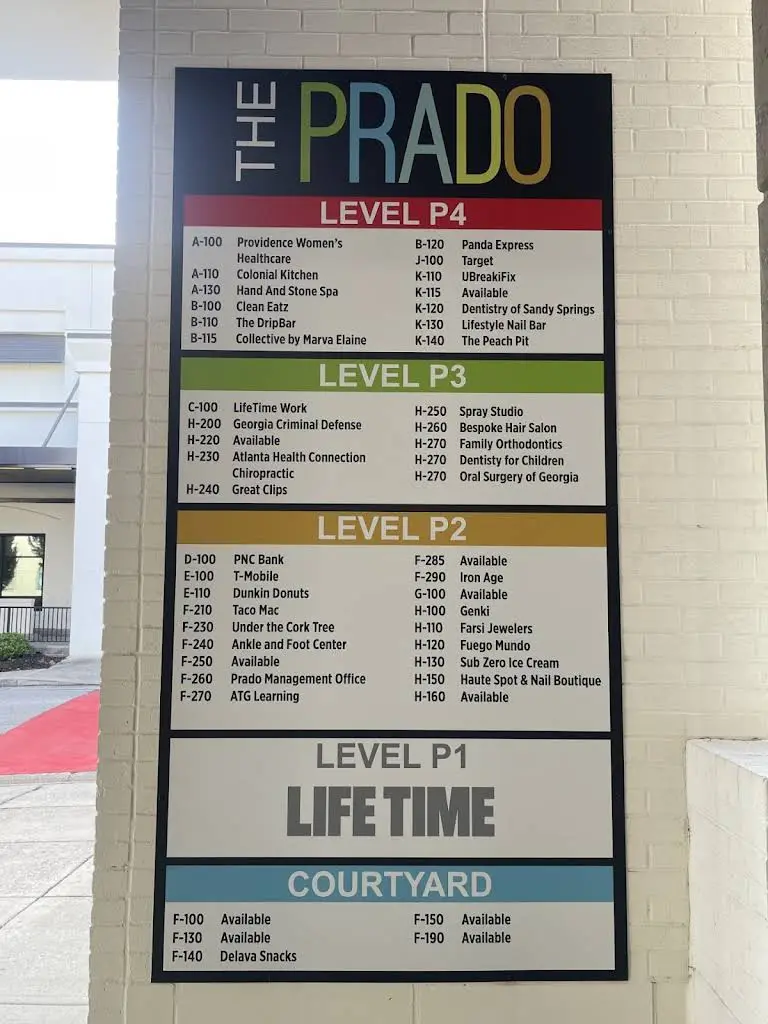 THE PRADO
LEVEL P4
A-100 Providence Women's
Healthcare
A-110 Colonial Kitchen
A-130 Hand And Stone Spa
B-100 Clean Eatz
B-110 The DripBar
B-115 Collective by Marva Elaine
B-120 Panda Express
J-100 Target
K-110 UBreakiFix
K-115 Available
K-120 Dentistry of Sandy Springs
K-130 Lifestyle Nail Bar
K-140 The Peach Pit
LEVEL P3
C-100 LifeTime Work
H-200 Georgia Criminal Defense
H-220 Available
H-230 Atlanta Health Connection
Chiropractic
H-240 Great Clips
H-250 Spray Studio
H-260 Bespoke Hair Salon
H-270 Family Orthodontics
H-270 Dentisty for Children
H-270 Oral Surgery of Georgia
LEVEL P2
D-100 PNC Bank
E-100 T-Mobile
E-110 Dunkin Donuts
F-210 Taco Mac
F-230 Under the Cork Tree
F-240 Ankle and Foot Center
F-250 Available
F-260 Prado Management Office
F-270 ATG Learning
F-285 Available
F-290 Iron Age
G-100 Available
H-100 Genki
H-110 Farsi Jewelers
H-120 Fuego Mundo
H-130 Sub Zero Ice Cream
H-150 Haute Spot & Nail Boutique
H-160 Available
LEVEL P1
LIFE TIME
COURTYARD
F-100 Available
F-130 Available
F-140 Delava Snacks
F-150 Available
F-190 Available